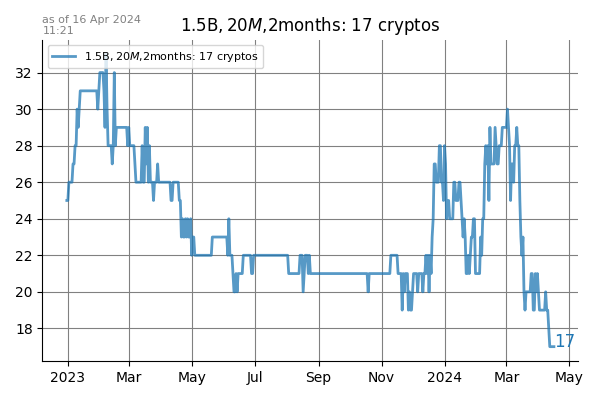 as of 16 Apr 2024
11:21
1.5B, 20M,2months: 17 cryptos
1.5B, 20M,2months: 17 cryptos
32
30
28
26
24
22
20
18
17
2023
Mar
May
Jul
Sep
Nov
2024
Mar
May